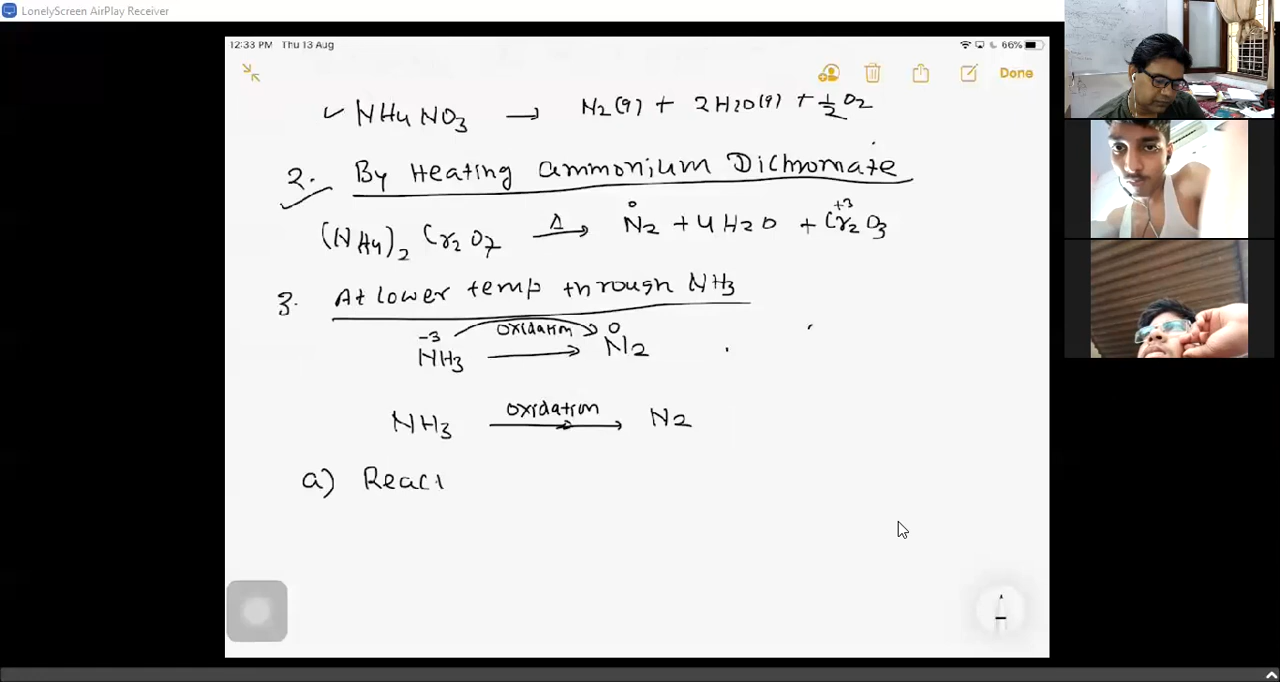 LonelyScreen AirPlay Receiver
12:33 PM Thu 13 Aug
66%
Done
✓ NH4NO3 → N2(g) + 2H2O(g) + 1/2 O2
2. By Heating ammonium Dichromate
(NH4)2 Cr2O7 —Δ→ N2 + 4H2O + Cr2O3
0 +3
3. At lower temp through NH3
-3 oxidation 0
NH3 → N2
oxidation
NH3 → N2
a) React